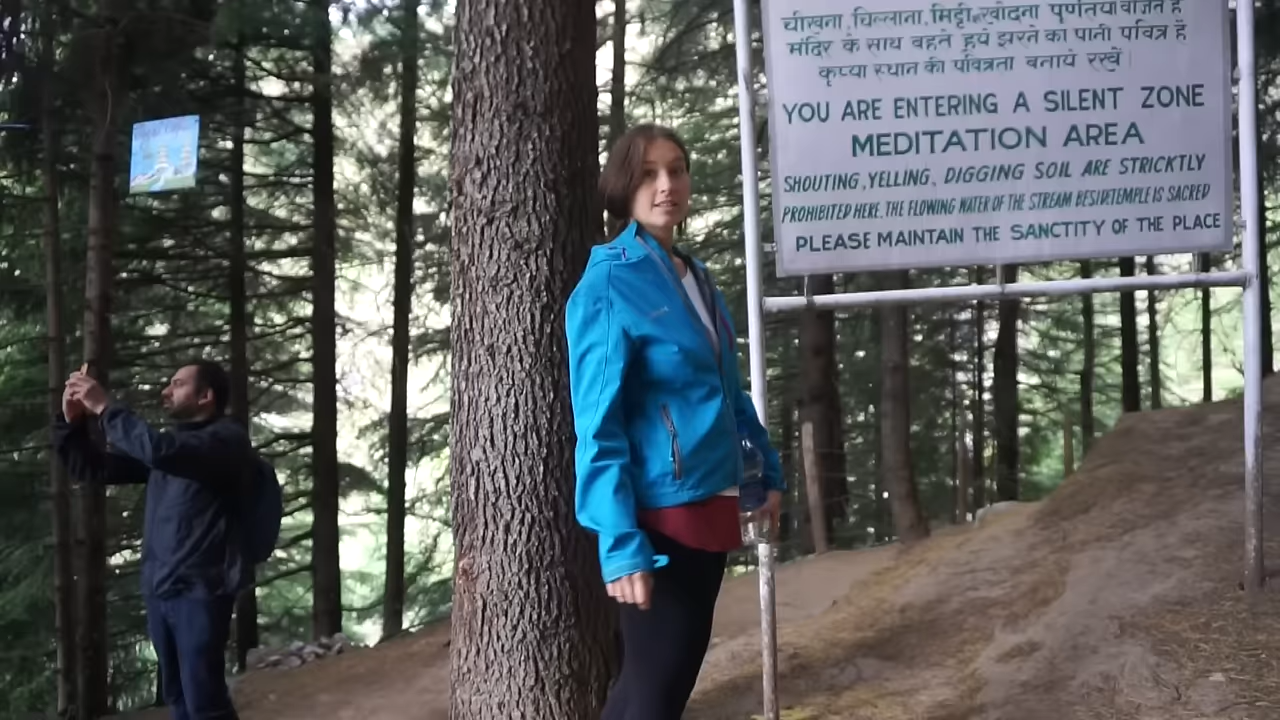 चीखना, चिल्लाना, मिट्टी खोदना पूर्णतया वर्जित है
मंदिर के साथ बहते हुये झरने का पानी पवित्र हैं
कृप्या स्थान की पवित्रता बनाये रखें।
YOU ARE ENTERING A SILENT ZONE
MEDITATION AREA
SHOUTING, YELLING, DIGGING SOIL ARE STRICKTLY
PROHIBITED HERE. THE FLOWING WATER OF THE STREAM BESIDETEMPLE IS SACRED
PLEASE MAINTAIN THE SANCTITY OF THE PLACE